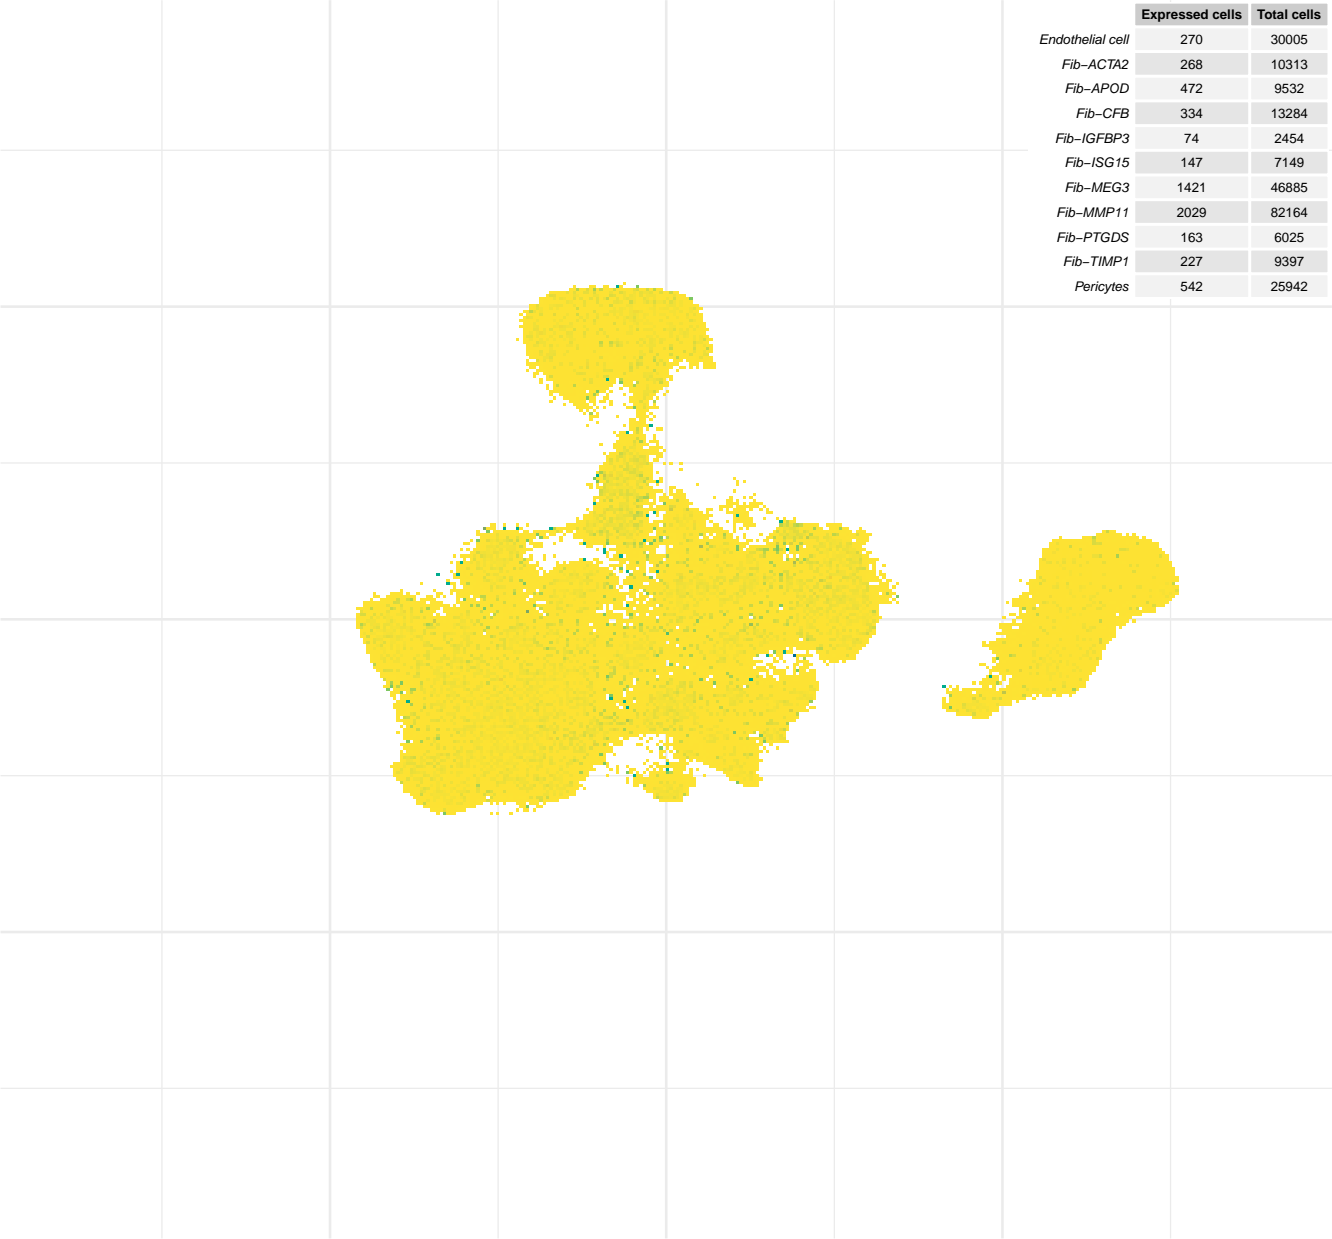 Expressed cells Total cells
Endothelial cell 270 30005
Fib−ACTA2 268 10313
Fib−APOD 472 9532
Fib−CFB 334 13284
Fib−IGFBP3 74 2454
Fib−ISG15 147 7149
Fib−MEG3 1421 46885
Fib−MMP11 2029 82164
Fib−PTGDS 163 6025
Fib−TIMP1 227 9397
Pericytes 542 25942